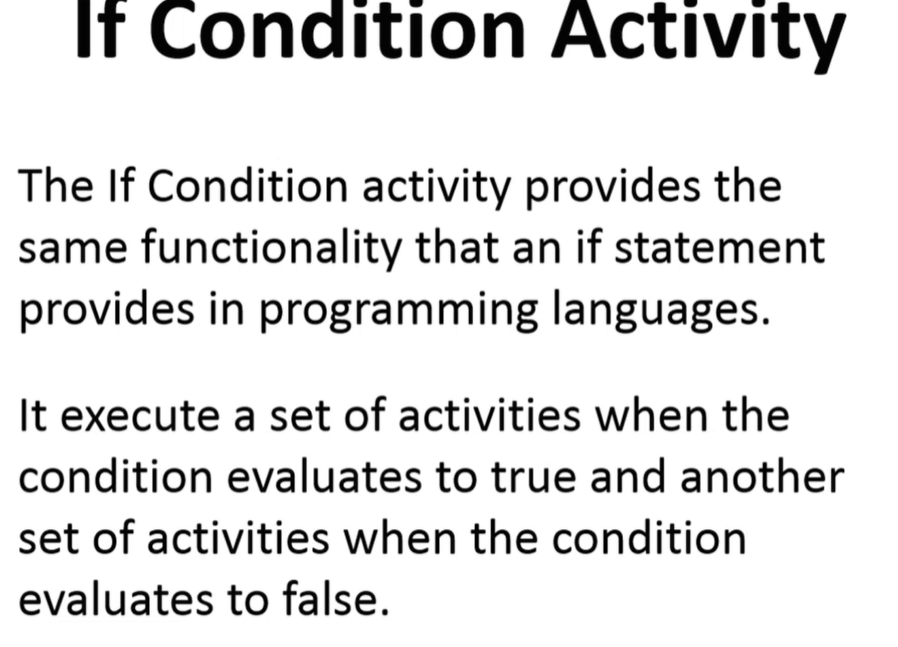 If Condition Activity
The If Condition activity provides the
same functionality that an if statement
provides in programming languages.
It execute a set of activities when the
condition evaluates to true and another
set of activities when the condition
evaluates to false.